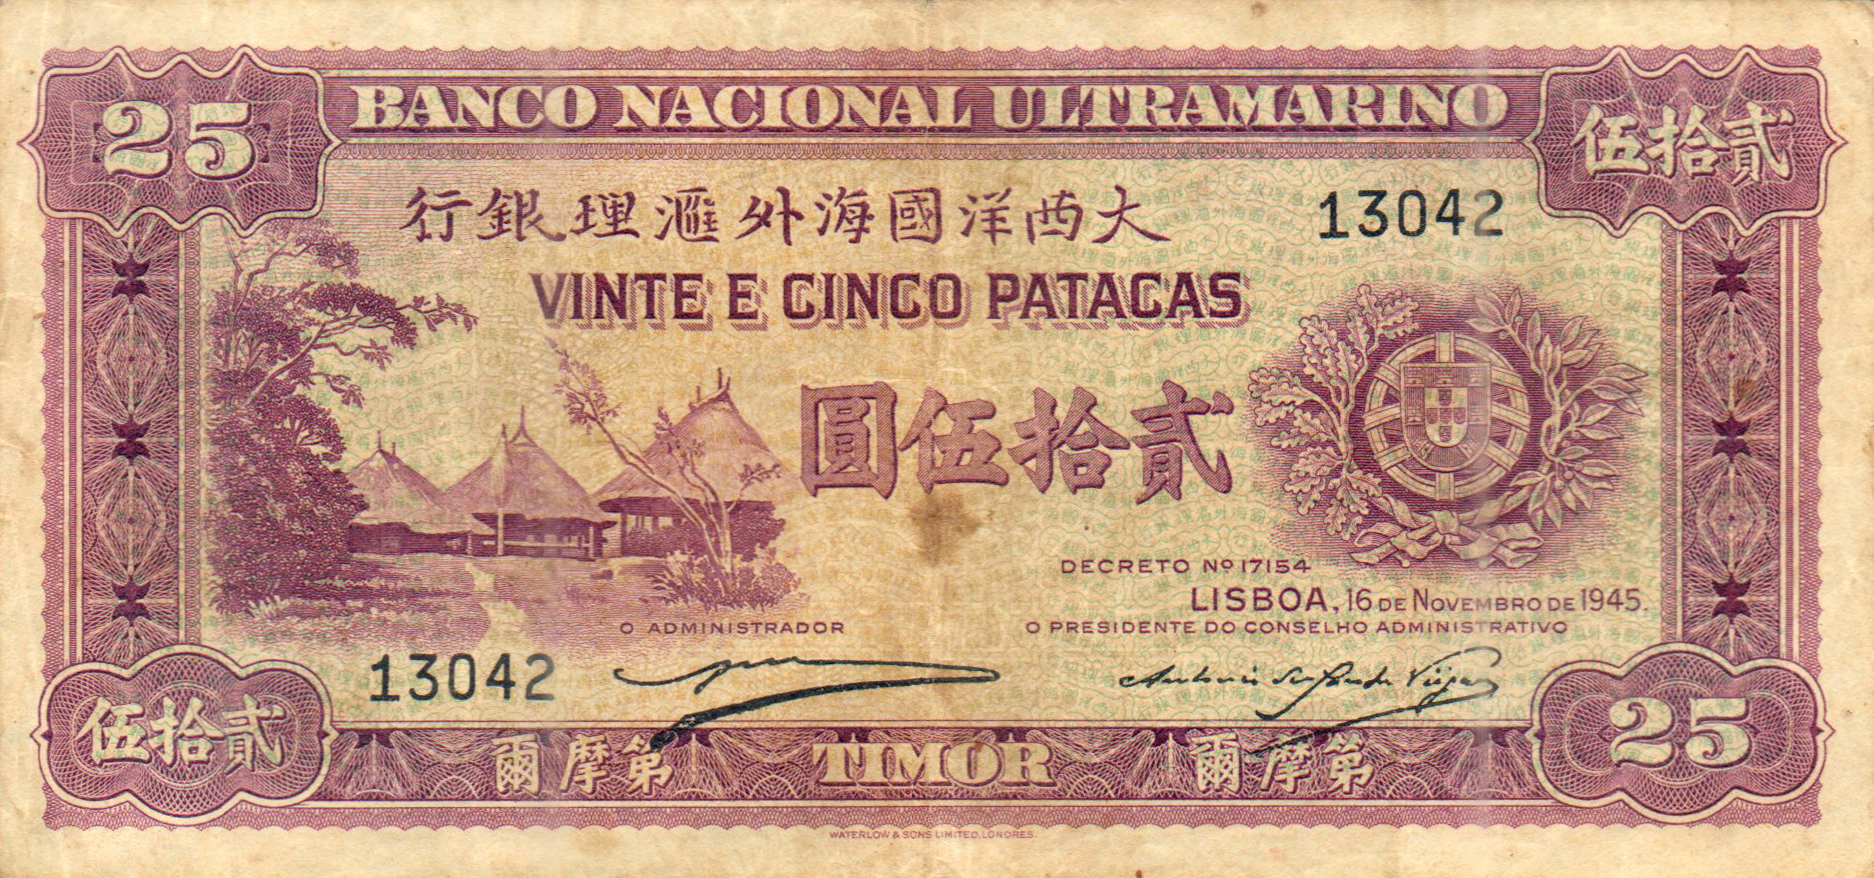 25
BANCO NACIONAL ULTRAMARINO
貳拾伍
大西洋國海外滙理銀行
13042
VINTE E CINCO PATACAS
貳拾伍圓
DECRETO Nº 17154
LISBOA, 16 DE NOVEMBRO DE 1945.
O ADMINISTRADOR
O PRESIDENTE DO CONSELHO ADMINISTRATIVO
13042
貳拾伍
第摩爾
TIMOR
第摩爾
25
WATERLOW & SONS LIMITED, LONDRES.